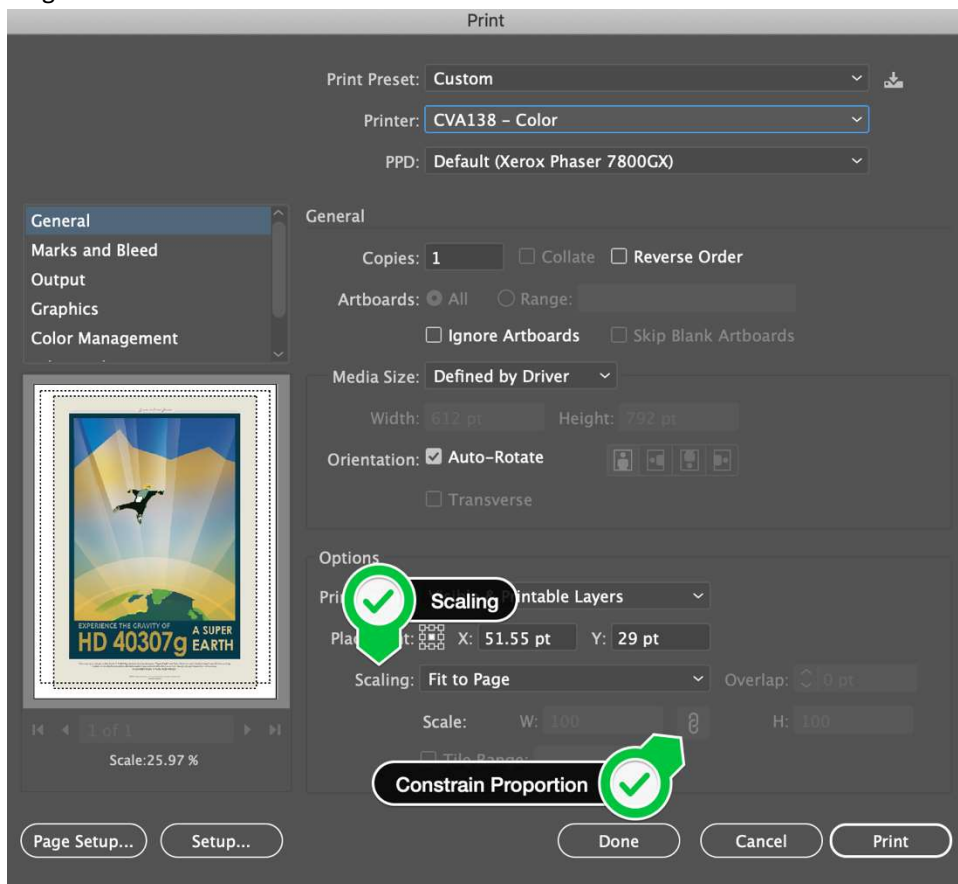 Print
Print Preset: Custom
Printer: CVA138 – Color
PPD: Default (Xerox Phaser 7800GX)
General
Marks and Bleed
Output
Graphics
Color Management
General
Copies: 1 Collate Reverse Order
Artboards: All Range:
Ignore Artboards Skip Blank Artboards
Media Size: Defined by Driver
Width: 612 pt Height: 792 pt
Orientation: Auto-Rotate
Transverse
EXPERIENCE THE GRAVITY OF
HD 40307g A SUPER EARTH
1 of 1
Scale:25.97 %
Options
Scaling
Printable Layers
X: 51.55 pt Y: 29 pt
Scaling: Fit to Page Overlap: 0 pt
Scale: W: 100 H: 100
Tile Range:
Constrain Proportion
Page Setup... Setup... Done Cancel Print